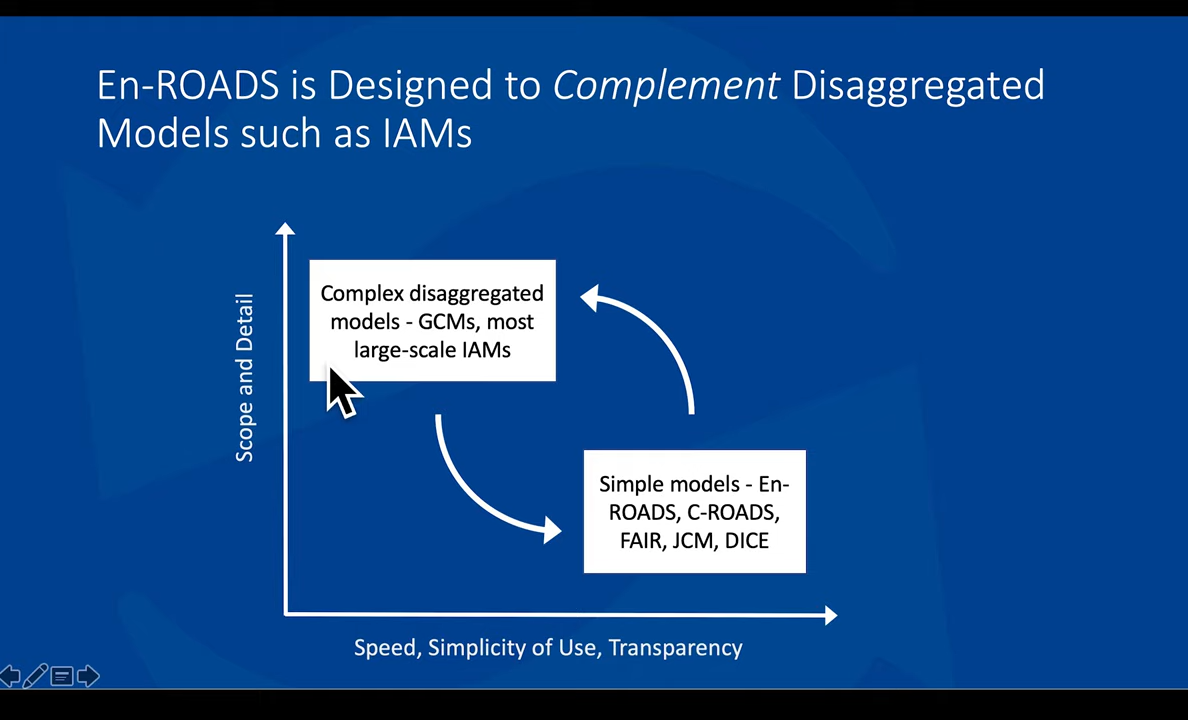 En-ROADS is Designed to Complement Disaggregated
Models such as IAMs
Scope and Detail
Complex disaggregated
models - GCMs, most
large-scale IAMs
Simple models - En-
ROADS, C-ROADS,
FAIR, JCM, DICE
Speed, Simplicity of Use, Transparency